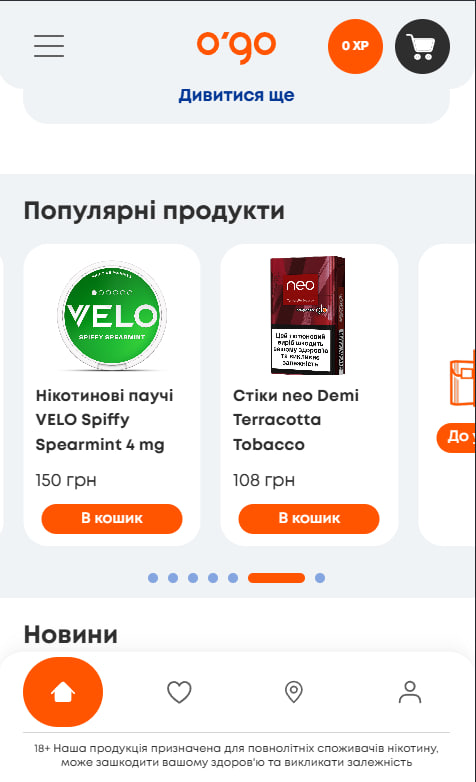 o'go
0 XP
Дивитися ще
Популярні продукти
VELO
SPIFFY SPEARMINT
neo
Цей тютюновий
виріб шкодить
вашому здоров'ю
та викликає
залежність
Нікотинові паучі
VELO Spiffy
Spearmint 4 mg
150 грн
В кошик
Стіки neo Demi
Terracotta
Tobacco
108 грн
В кошик
До
Новини
18+ Наша продукція призначена для повнолітніх споживачів нікотину,
може зашкодити вашому здоров'ю та викликати залежність